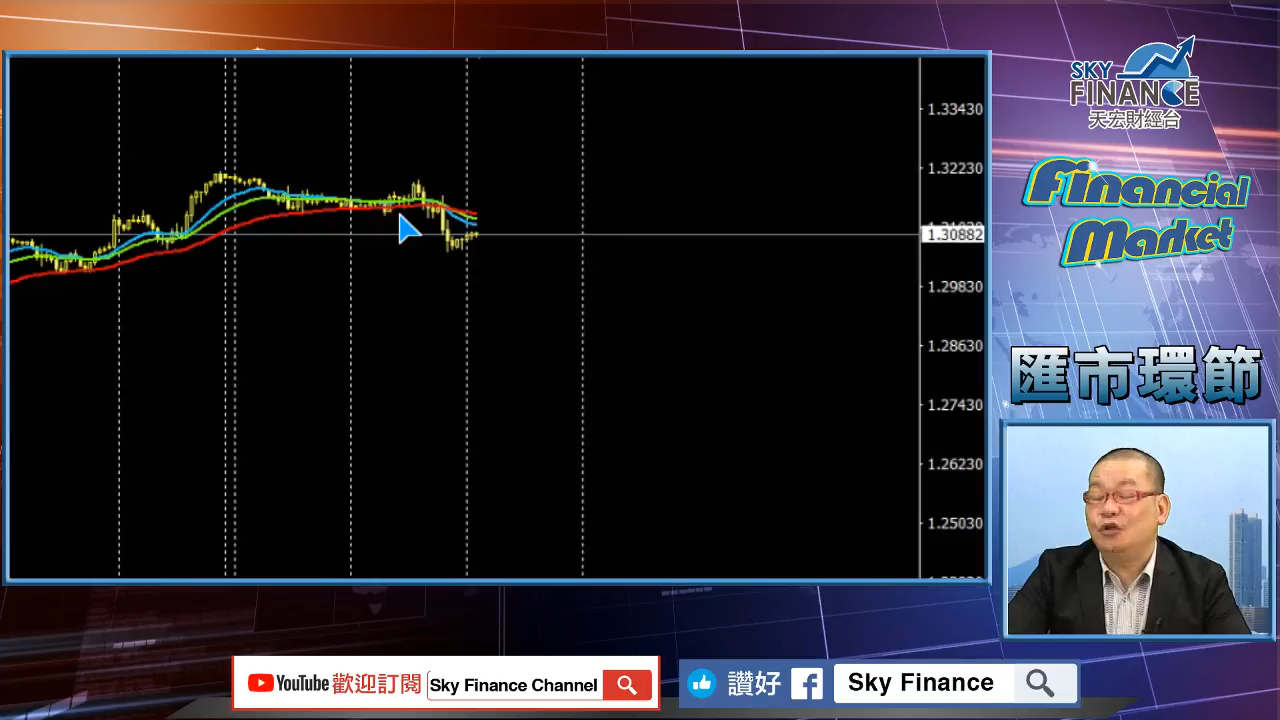 SKY
FINANCE
天宏財經台
Financial
Market
匯市環節
1.33430
1.32230
1.30882
1.29830
1.28630
1.27430
1.26230
1.25030
YouTube 歡迎訂閱 Sky Finance Channel
讚好 f Sky Finance